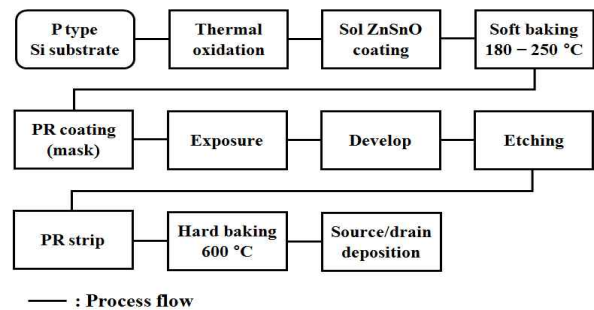 P type
Si substrate
Thermal
oxidation
Sol ZnSnO
coating
Soft baking
180 – 250 °C
PR coating
(mask)
Exposure
Develop
Etching
PR strip
Hard baking
600 °C
Source/drain
deposition
: Process flow